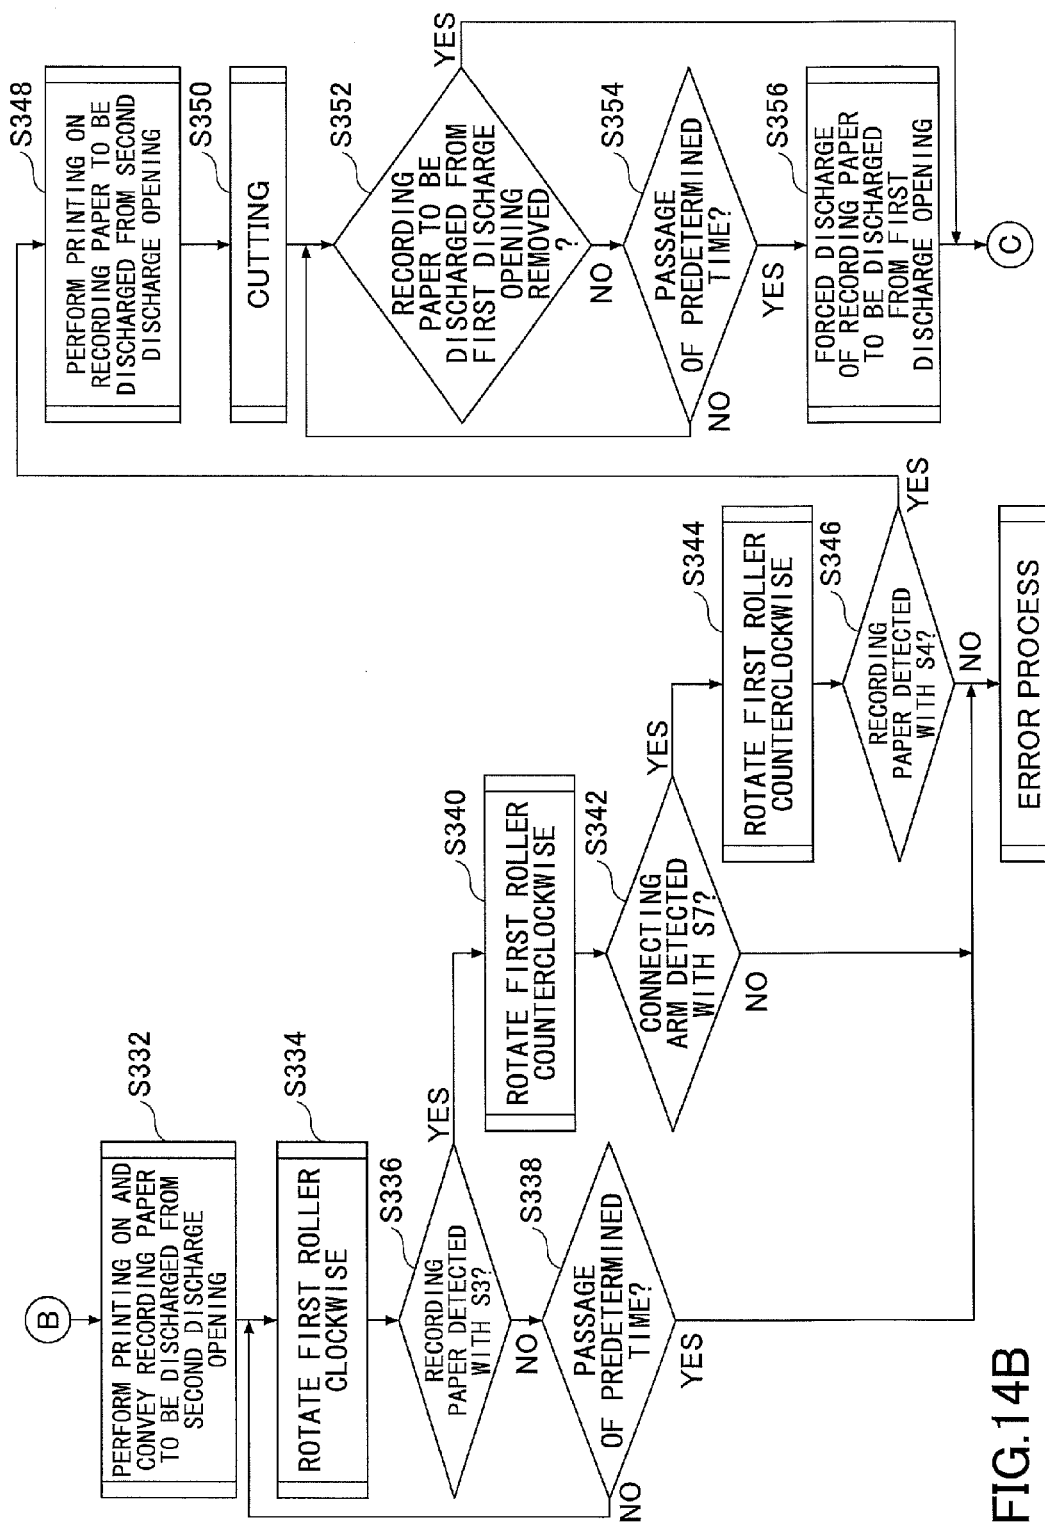 B
PERFORM PRINTING ON AND
CONVEY RECORDING PAPER
TO BE DISCHARGED FROM
SECOND DISCHARGE
OPENING
S332
ROTATE FIRST ROLLER
CLOCKWISE
S334
RECORDING
PAPER DETECTED
WITH S3?
S336
YES
NO
PASSAGE
OF PREDETERMINED
TIME?
S338
NO
YES
ROTATE FIRST ROLLER
COUNTERCLOCKWISE
S340
CONNECTING
ARM DETECTED
WITH S7?
S342
YES
NO
ROTATE FIRST ROLLER
COUNTERCLOCKWISE
S344
RECORDING
PAPER DETECTED
WITH S4?
S346
YES
NO
ERROR PROCESS
PERFORM PRINTING ON
RECORDING PAPER TO BE
DISCHARGED FROM SECOND
DISCHARGE OPENING
S348
CUTTING
S350
RECORDING
PAPER TO BE
DISCHARGED FROM
FIRST DISCHARGE
OPENING
REMOVED
?
S352
YES
NO
PASSAGE
OF PREDETERMINED
TIME?
S354
NO
YES
FORCED DISCHARGE
OF RECORDING PAPER
TO BE DISCHARGED
FROM FIRST
DISCHARGE OPENING
S356
C
FIG.14B